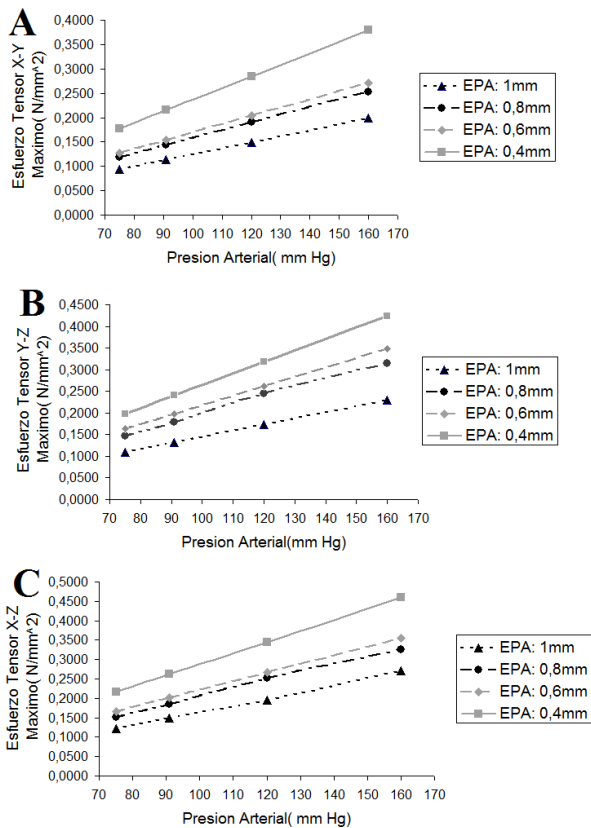 A
Esfuerzo Tensor X-Y
Maximo( N/mm^2)
0,4000
0,3500
0,3000
0,2500
0,2000
0,1500
0,1000
0,0500
0,0000
70 80 90 100 110 120 130 140 150 160 170
Presion Arterial( mm Hg)
EPA: 1mm
EPA: 0,8mm
EPA: 0,6mm
EPA: 0,4mm
B
Esfuerzo Tensor Y-Z
Maximo( N/mm^2)
0,4500
0,4000
0,3500
0,3000
0,2500
0,2000
0,1500
0,1000
0,0500
0,0000
70 80 90 100 110 120 130 140 150 160 170
Presion Arterial(mm Hg)
EPA: 1mm
EPA: 0,8mm
EPA: 0,6mm
EPA: 0,4mm
C
Esfuerzo Tensor X-Z
Maximo( N/mm^2)
0,5000
0,4500
0,4000
0,3500
0,3000
0,2500
0,2000
0,1500
0,1000
0,0500
0,0000
70 80 90 100 110 120 130 140 150 160 170
Presion Arterial( mm Hg)
EPA: 1mm
EPA: 0,8mm
EPA: 0,6mm
EPA: 0,4mm